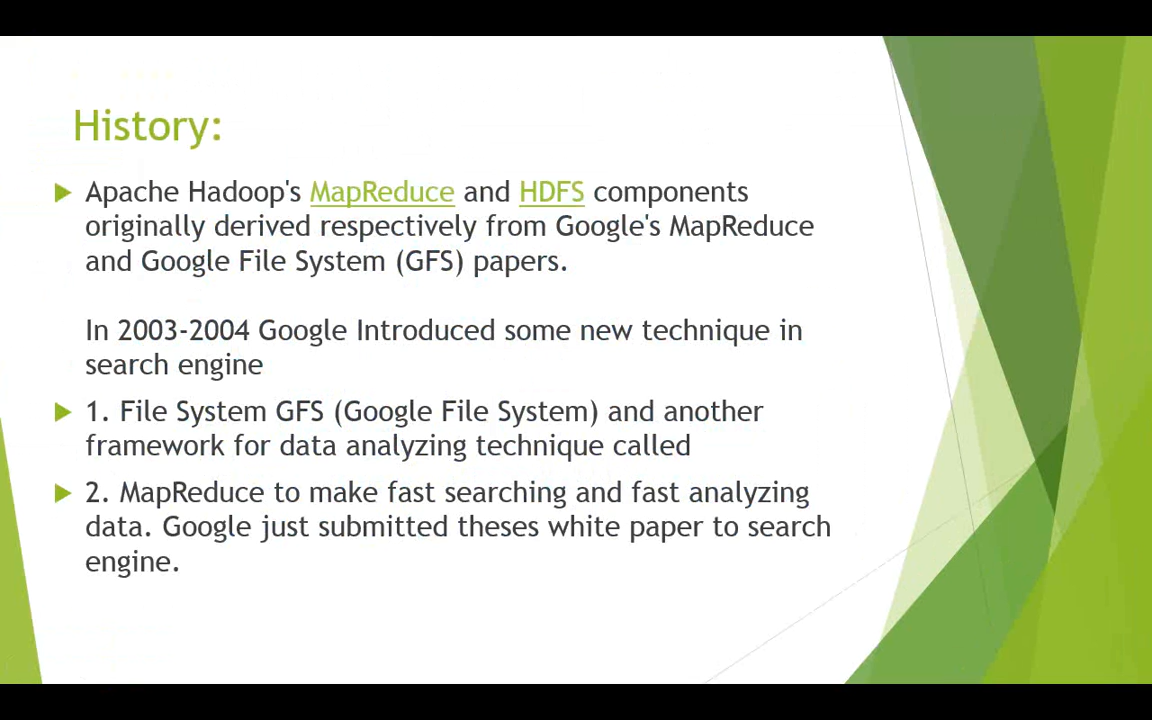 History:
Apache Hadoop's MapReduce and HDFS components
originally derived respectively from Google's MapReduce
and Google File System (GFS) papers.
In 2003-2004 Google Introduced some new technique in
search engine
1. File System GFS (Google File System) and another
framework for data analyzing technique called
2. MapReduce to make fast searching and fast analyzing
data. Google just submitted theses white paper to search
engine.